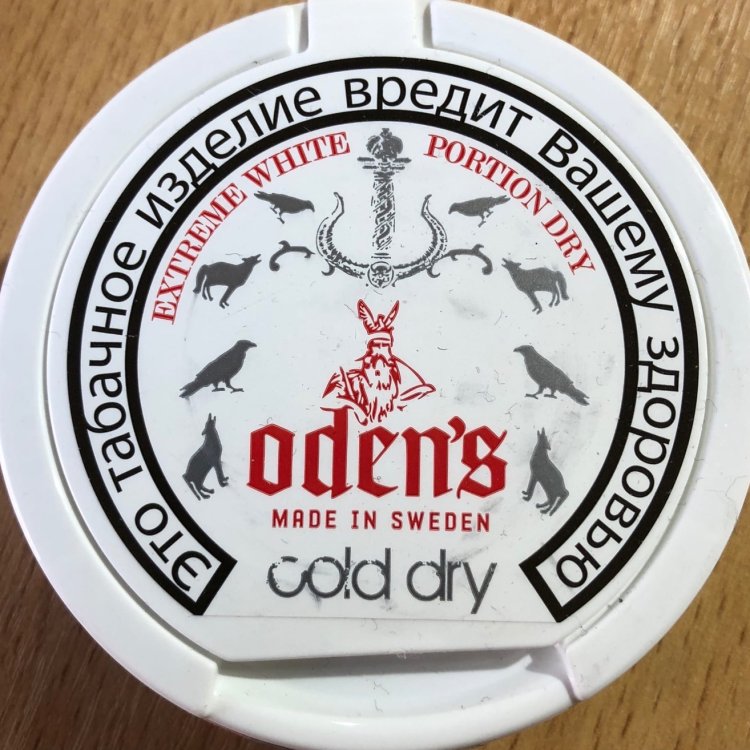 Это табачное изделие вредит Вашему здоровью
EXTREME WHITE PORTION DRY
oden's
MADE IN SWEDEN
cold dry